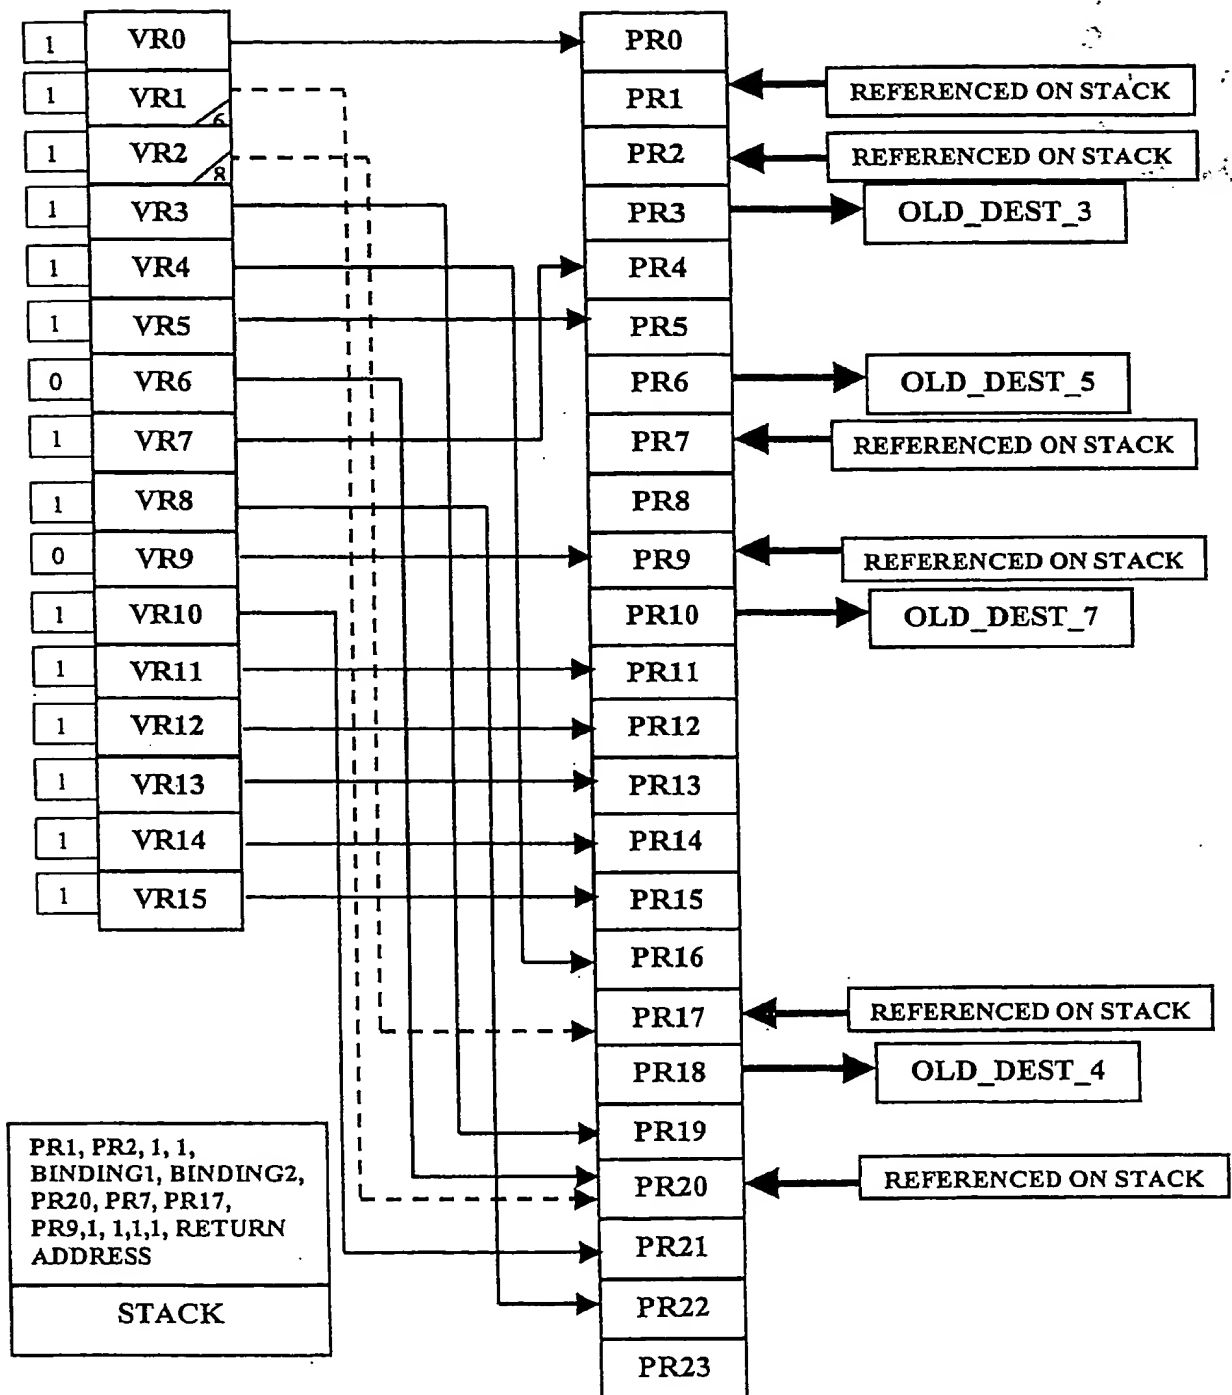 1 VR0 PR0
1 VR1 6 PR1 REFERENCED ON STACK
1 VR2 8 PR2 REFERENCED ON STACK
1 VR3 PR3 OLD_DEST_3
1 VR4 PR4
1 VR5 PR5
0 VR6 PR6 OLD_DEST_5
1 VR7 PR7 REFERENCED ON STACK
1 VR8 PR8
0 VR9 PR9 REFERENCED ON STACK
1 VR10 PR10 OLD_DEST_7
1 VR11 PR11
1 VR12 PR12
1 VR13 PR13
1 VR14 PR14
1 VR15 PR15
PR16
PR17 REFERENCED ON STACK
PR18 OLD_DEST_4
PR19
PR20 REFERENCED ON STACK
PR21
PR22
PR23
PR1, PR2, 1, 1,
BINDING1, BINDING2,
PR20, PR7, PR17,
PR9,1, 1,1,1, RETURN
ADDRESS
STACK